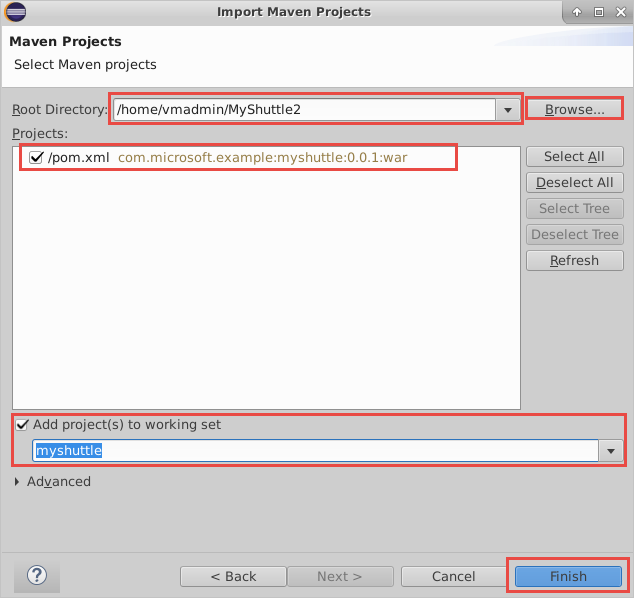 Import Maven Projects
Maven Projects
Select Maven projects
Root Directory: /home/vmadmin/MyShuttle2 Browse...
Projects:
/pom.xml com.microsoft.example:myshuttle:0.0.1:war
Select All
Deselect All
Select Tree
Deselect Tree
Refresh
Add project(s) to working set
myshuttle
Advanced
? < Back Next > Cancel Finish